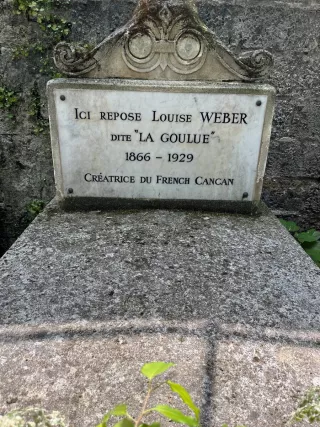 Ici repose Louise WEBER
dite "LA GOULUE"
1866 - 1929
Créatrice du French Cancan